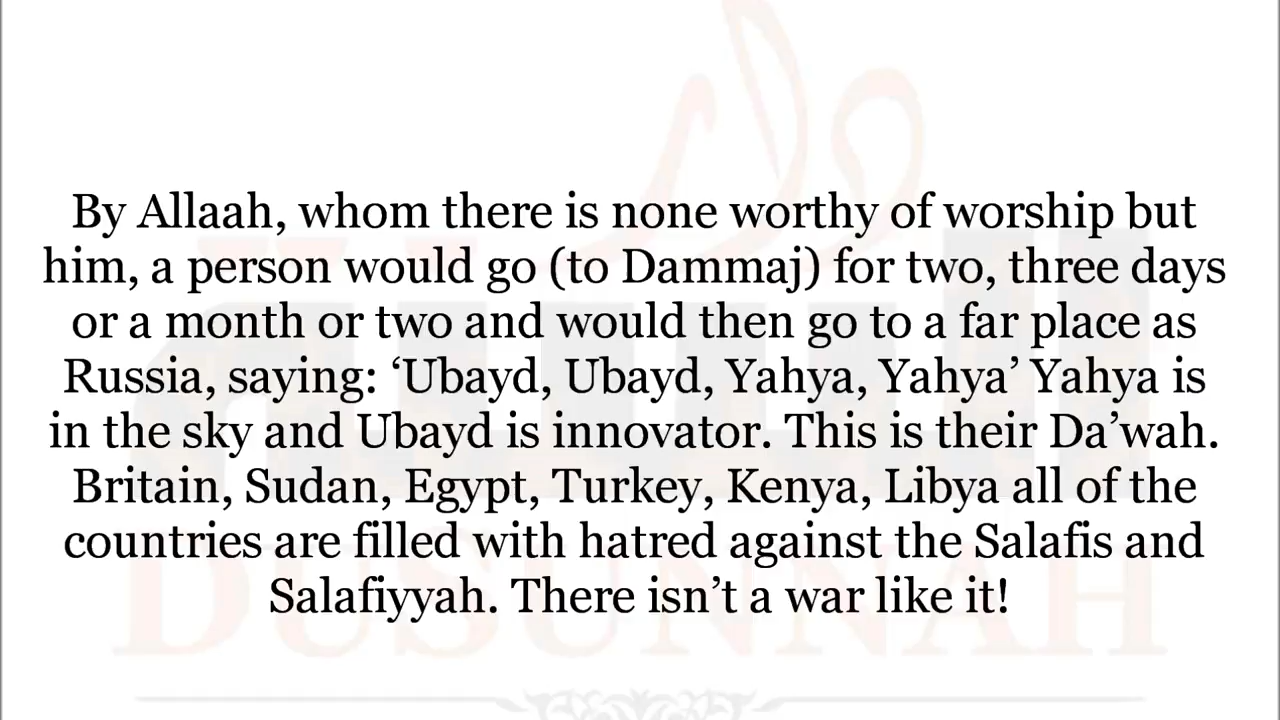 By Allaah, whom there is none worthy of worship but
him, a person would go (to Dammaj) for two, three days
or a month or two and would then go to a far place as
Russia, saying: ‘Ubayd, Ubayd, Yahya, Yahya’ Yahya is
in the sky and Ubayd is innovator. This is their Da’wah.
Britain, Sudan, Egypt, Turkey, Kenya, Libya all of the
countries are filled with hatred against the Salafis and
Salafiyyah. There isn’t a war like it!
DUSUNNAH